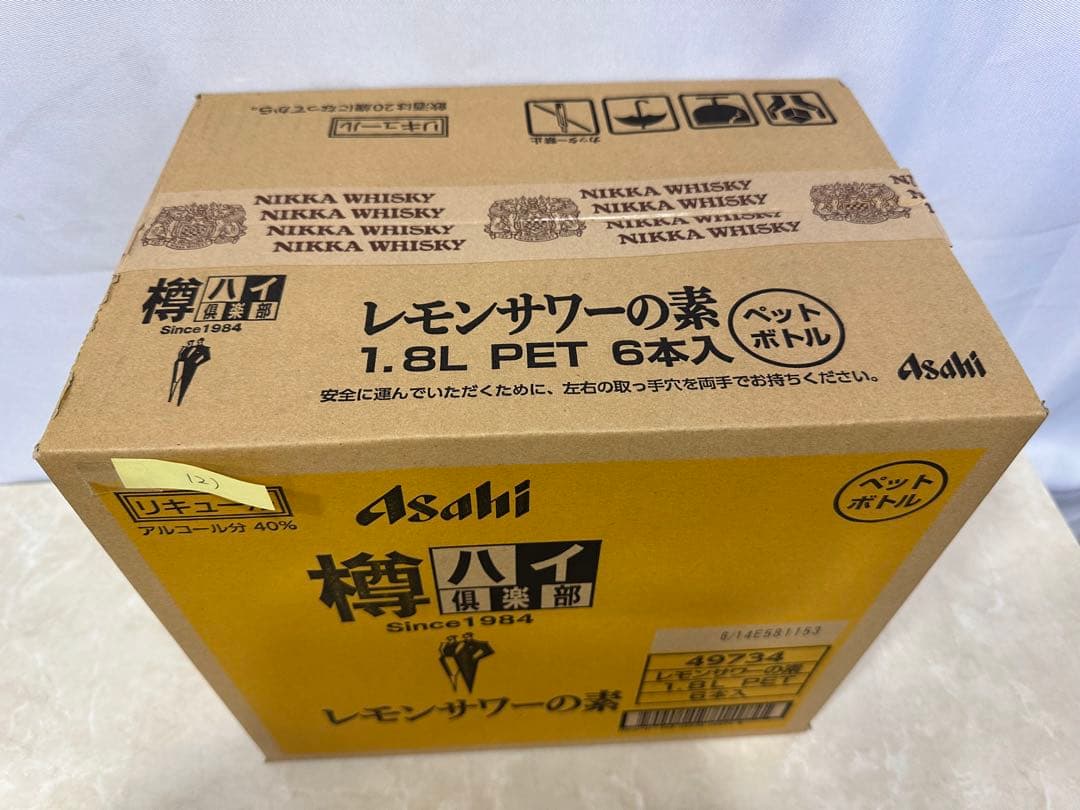 飲酒は20歳になってから。
リキュール
カッター禁止
NIKKA WHISKY
NIKKA WHISKY
NIKKA WHISKY
NIKKA WHISKY
NIKKA WHISKY
NIKKA WHISKY
NIKKA WHISKY
NIKKA WHISKY
樽ハイ倶楽部
Since1984
レモンサワーの素
1.8L PET 6本入
ペット
ボトル
安全に運んでいただくために、左右の取っ手穴を両手でお持ちください。
Asahi
12)
リキュール
アルコール分 40%
Asahi
ペット
ボトル
樽ハイ倶楽部
Since1984
レモンサワーの素
G/14E581153
49734
レモンサワーの素
1.8L PET
6本入